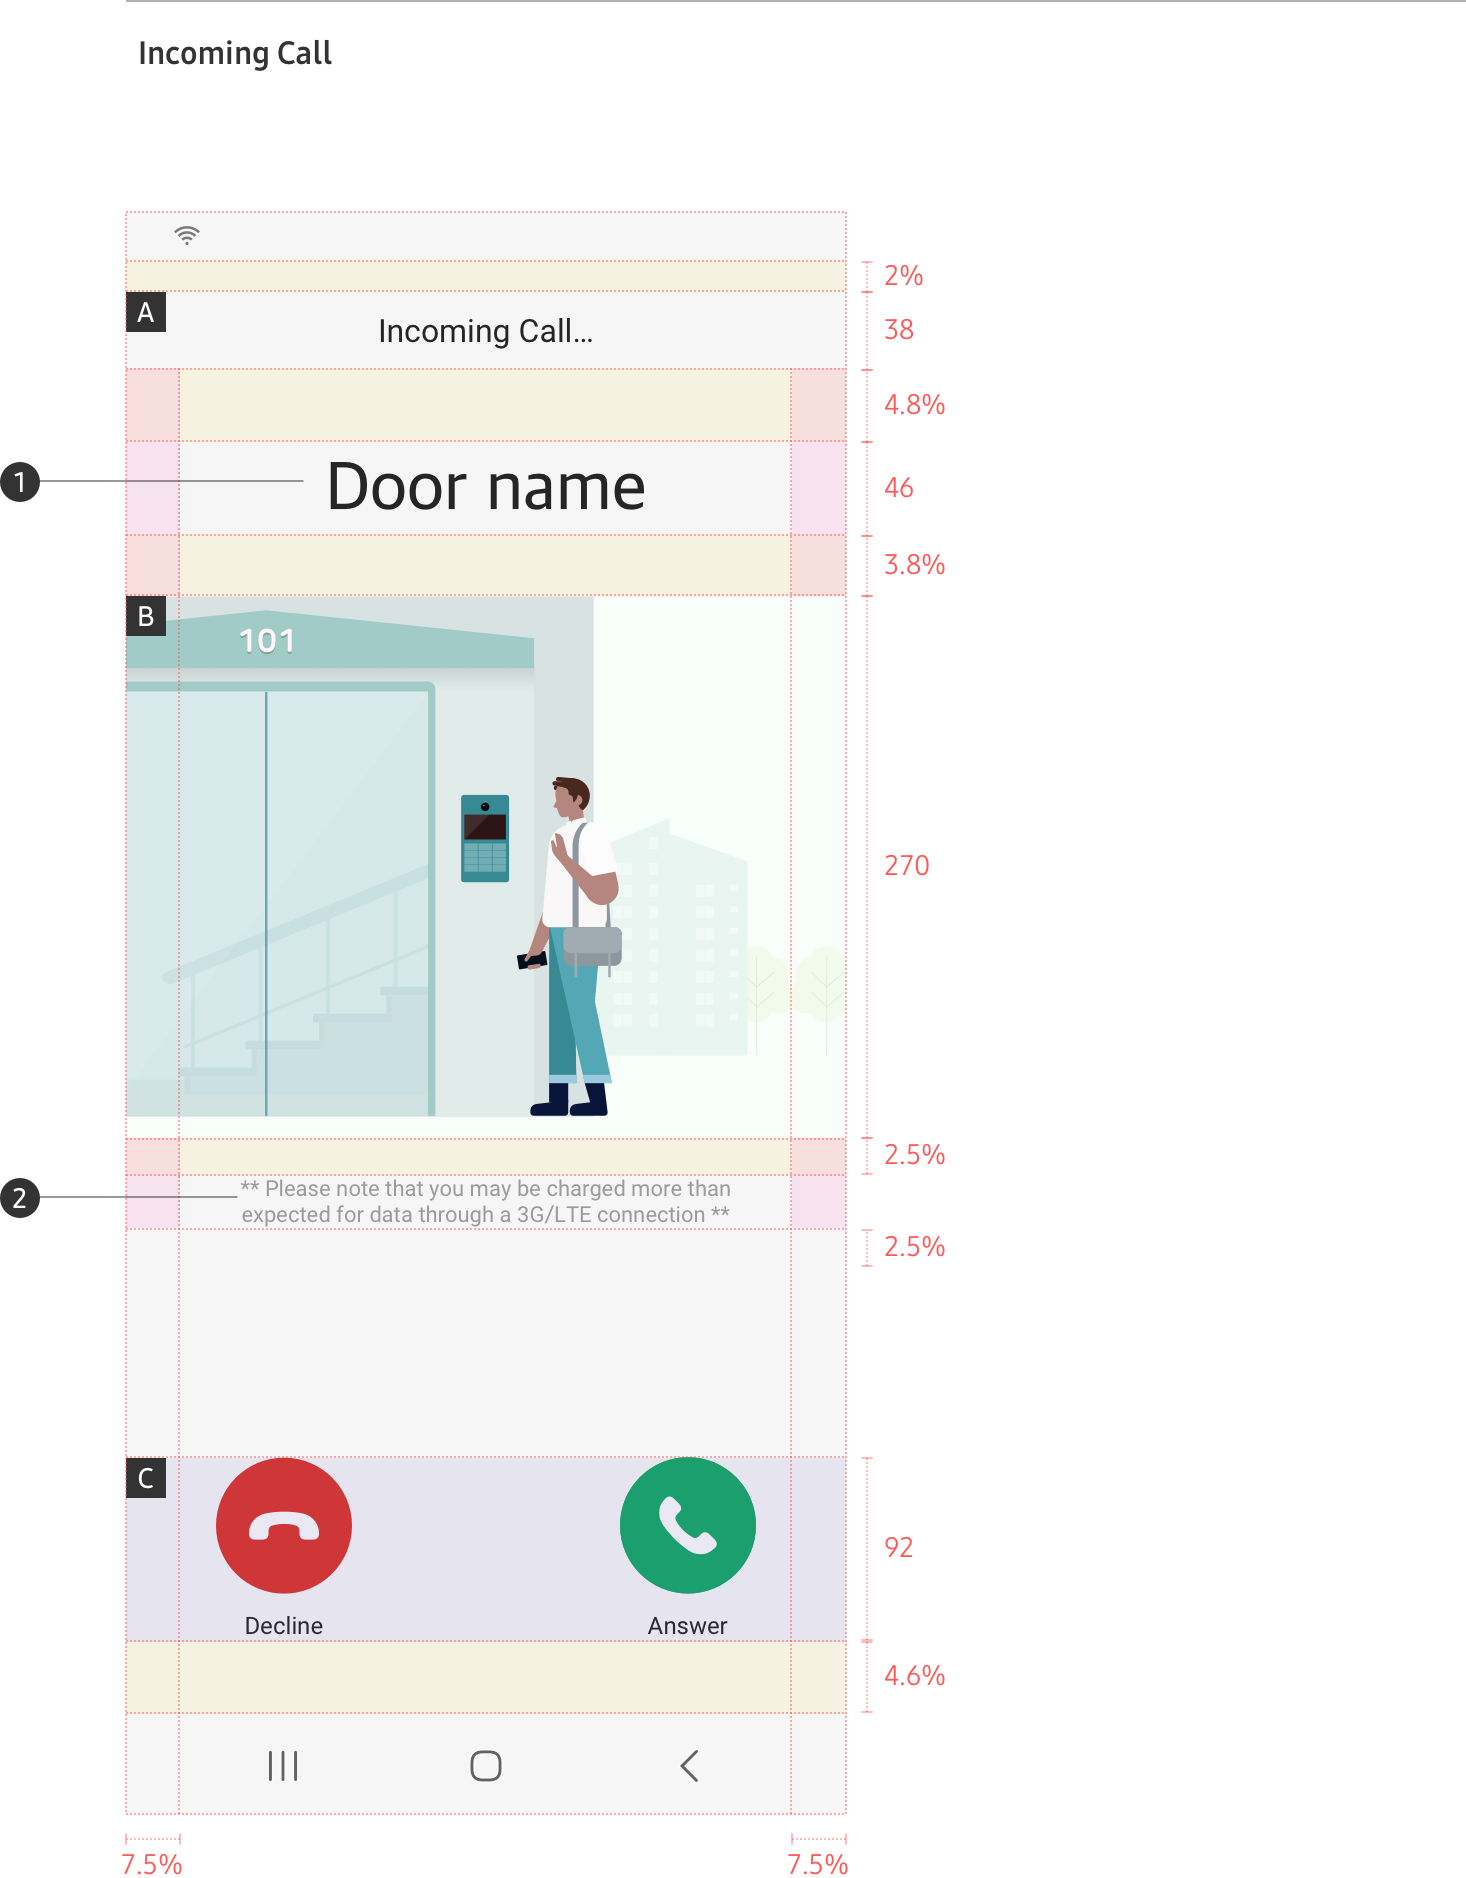 Incoming Call
2%
A
Incoming Call...
38
4.8%
1
Door name
46
3.8%
B
101
270
2.5%
2
** Please note that you may be charged more than
expected for data through a 3G/LTE connection **
2.5%
C
92
Decline
Answer
4.6%
7.5%
7.5%